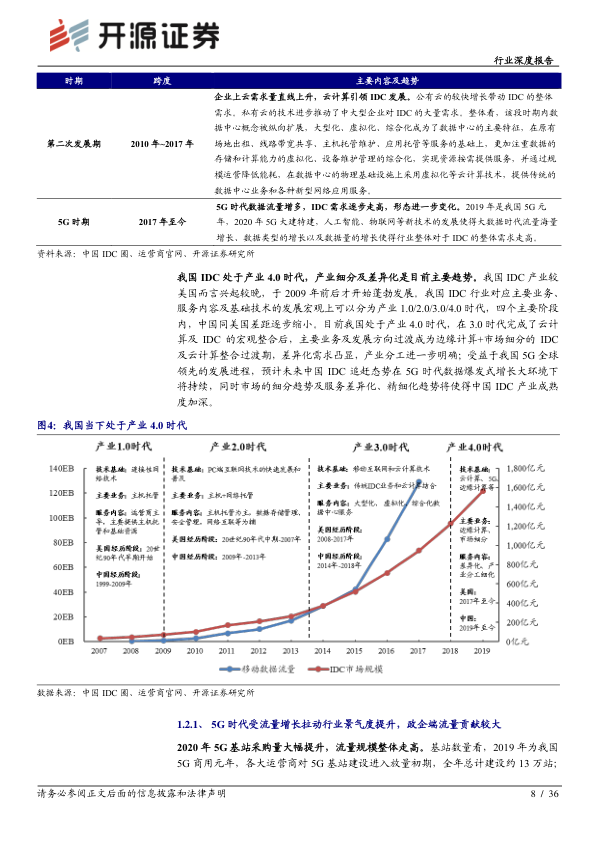 开源证券
行业深度报告
时期 跨度 主要内容及趋势
企业上云需求量直线上升，云计算引领 IDC 发展。公有云的较快增长带动 IDC 的整体
需求。私有云的技术进步推动了中大型企业对 IDC 的大量需求。整体看，该段时期内数
据中心概念被纵向扩展，大型化、虚拟化、综合化成为了数据中心的主要特征，在原有
第二次发展期 2010 年~2017 年 场地出租、线路带宽共享、主机托管维护、应用托管等服务的基础上，更加注重数据的
存储和计算能力的虚拟化、设备维护管理的综合化，实现资源按需提供服务，并通过规
模运营降低能耗，在数据中心的物理基础设施上采用虚拟化等云计算技术，提供传统的
数据中心业务和各种新型网络应用服务。
5G 时代数据流量增多，IDC 需求逐步走高，形态进一步变化。2019 年是我国 5G 元
5G 时期 2017 年至今 年，2020 年 5G 大建特建，人工智能、物联网等新技术的发展使得大数据时代流量海量
增长、数据类型的增长以及数据量的增长使得行业整体对于 IDC 的整体需求走高。
资料来源：中国 IDC 圈、运营商官网、开源证券研究所
我国 IDC 处于产业 4.0 时代，产业细分及差异化是目前主要趋势。我国 IDC 产业较
美国而言兴起较晚，于 2009 年前后才开始蓬勃发展。我国 IDC 行业对应主要业务、
服务内容及基础技术的发展宏观上可以分为产业 1.0/2.0/3.0/4.0 时代，四个主要阶段
内，中国同美国差距逐步缩小。目前我国处于产业 4.0 时代，在 3.0 时代完成了云计
算及 IDC 的宏观整合后，主要业务及发展方向过渡成为边缘计算+市场细分的 IDC
及云计算整合过渡期，差异化需求凸显，产业分工进一步明确；受益于我国 5G 全球
领先的发展进程，预计未来中国 IDC 追赶态势在 5G 时代数据爆发式增长大环境下
将持续，同时市场的细分趋势及服务差异化、精细化趋势将使得中国 IDC 产业成熟
度加深。
图4：我国当下处于产业 4.0 时代
产业1.0时代 产业2.0时代 产业3.0时代 产业4.0时代
140EB
120EB
100EB
80EB
60EB
40EB
20EB
0EB
技术基础：连接性网
络技术
主要业务：主机托管
服务内容：运营商主
导，主要提供主机托
管和基础资源
美国经历阶段：20世
纪90年代早期开始
中国经历阶段：
1999-2009年
技术基础：PC端互联网技术的快速发展和
普及
主要业务：主机+网络托管
服务内容：主机托管为主，数据存储管理、
安全管理、网络互联等为辅
美国经历阶段：20世纪90年代中期-2007年
中国经历阶段：2009年-2013年
技术基础：移动互联网和云计算技术
主要业务：传统IDC业务和云计算结合
服务内容：大型化、虚拟化、综合化数
据中心服务
美国经历阶段：
2008-2017年
中国经历阶段：
2014年-2018年
技术基础：
云计算、5G、
边缘计算等
主要业务：
边缘计算、
市场细分
服务内容：
差异化、产
业分工细化
美国：
2017年至今
中国：
2019年至今
1,800亿元
1,600亿元
1,400亿元
1,200亿元
1,000亿元
800亿元
600亿元
400亿元
200亿元
0亿元
2007 2008 2009 2010 2011 2012 2013 2014 2015 2016 2017 2018 2019
移动数据流量 IDC市场规模
数据来源：中国 IDC 圈、运营商官网、开源证券研究所
1.2.1、 5G 时代受流量增长拉动行业景气度提升，政企端流量贡献较大
2020 年 5G 基站采购量大幅提升，流量规模整体走高。基站数量看，2019 年为我国
5G 商用元年，各大运营商对 5G 基站建设进入放量初期，全年总计建设约 13 万站；
请务必参阅正文后面的信息披露和法律声明 8 / 36